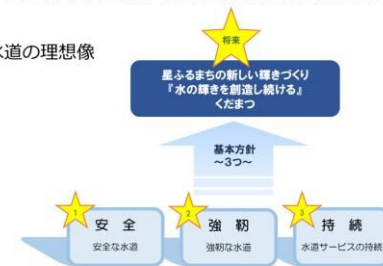 水道の理想像
将来
星ふるまちの新しい輝きづくり
『水の輝きを創造し続ける』
くだまつ
基本方針
～3つ～
1
安 全
安全な水道
2
強 靭
強靭な水道
3
持 続
水道サービスの持続